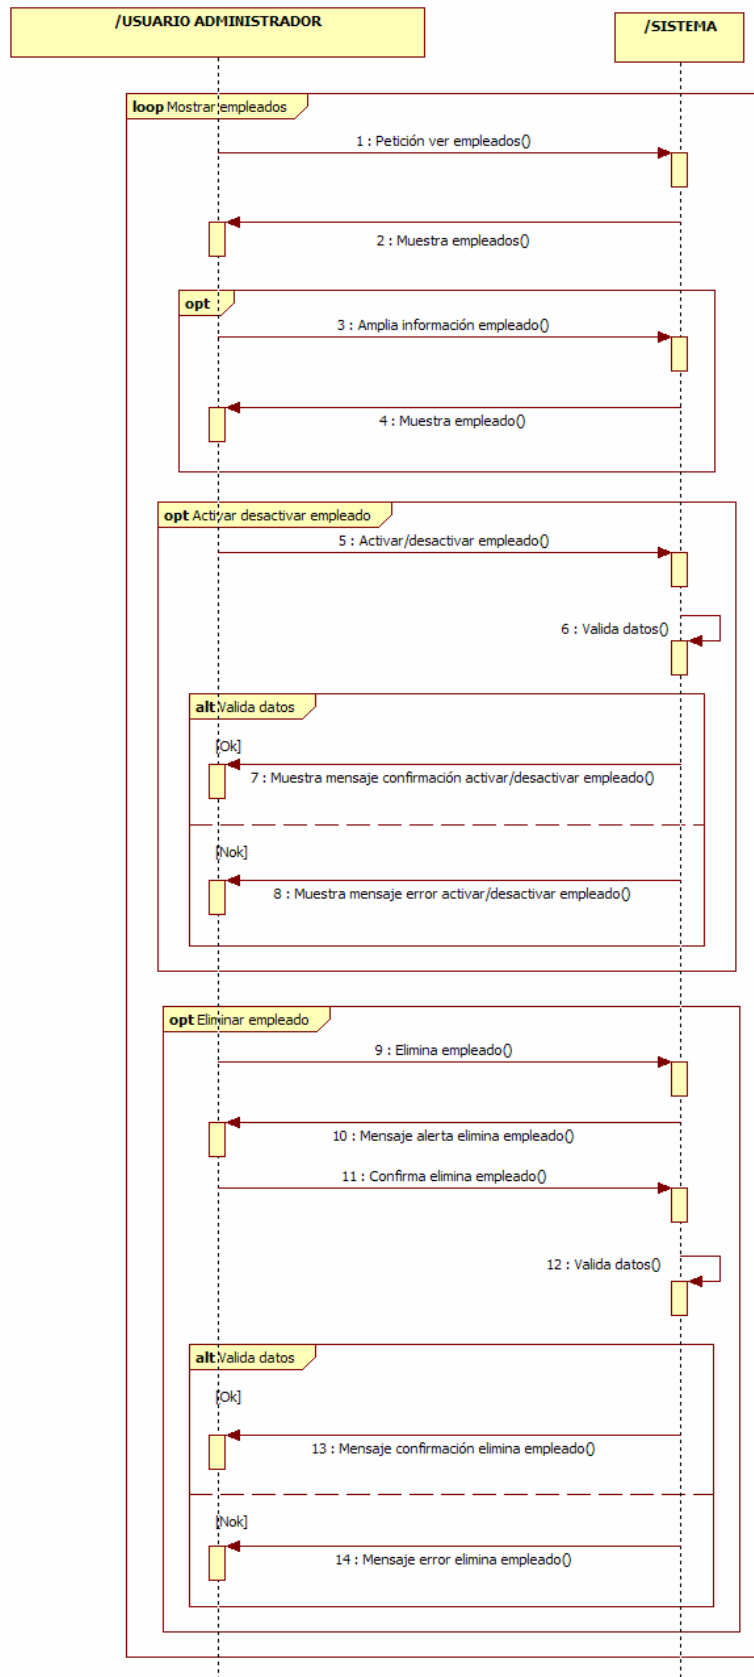 /USUARIO ADMINISTRADOR
/SISTEMA
loop Mostrar empleados
1 : Petición ver empleados()
2 : Muestra empleados()
opt
3 : Amplia información empleado()
4 : Muestra empleado()
opt Activar desactivar empleado
5 : Activar/desactivar empleado()
6 : Valida datos()
alt Valida datos
[Ok]
7 : Muestra mensaje confirmación activar/desactivar empleado()
[Nok]
8 : Muestra mensaje error activar/desactivar empleado()
opt Eliminar empleado
9 : Elimina empleado()
10 : Mensaje alerta elimina empleado()
11 : Confirma elimina empleado()
12 : Valida datos()
alt Valida datos
[Ok]
13 : Mensaje confirmación elimina empleado()
[Nok]
14 : Mensaje error elimina empleado()